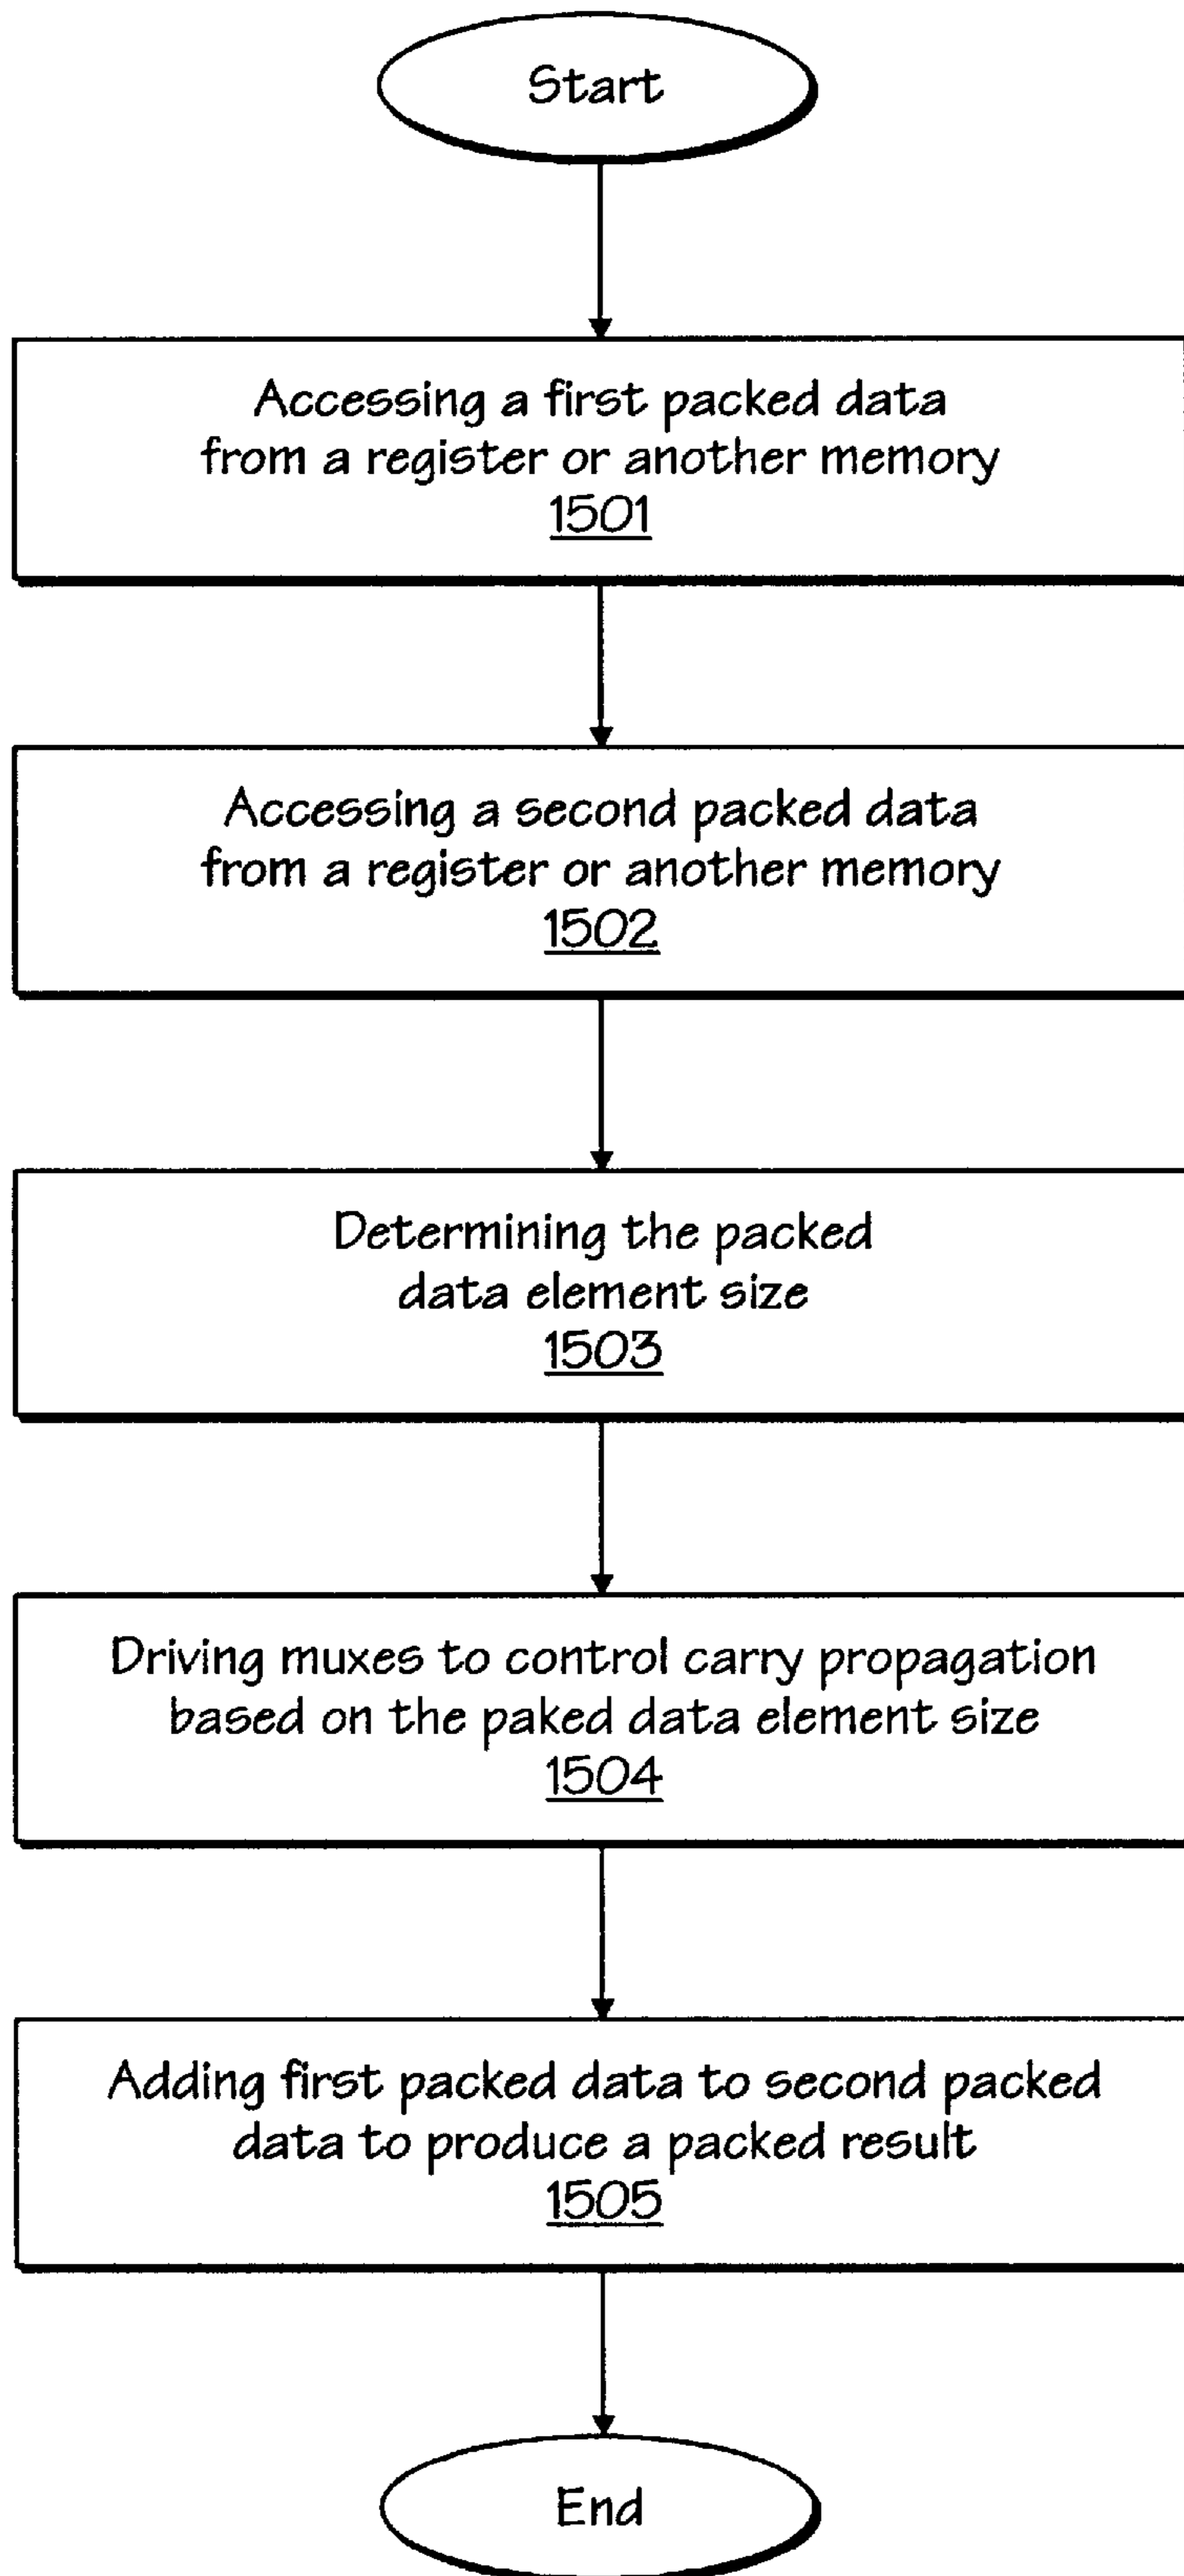 Start
Accessing a first packed data
from a register or another memory
1501
Accessing a second packed data
from a register or another memory
1502
Determining the packed
data element size
1503
Driving muxes to control carry propagation
based on the paked data element size
1504
Adding first packed data to second packed
data to produce a packed result
1505
End